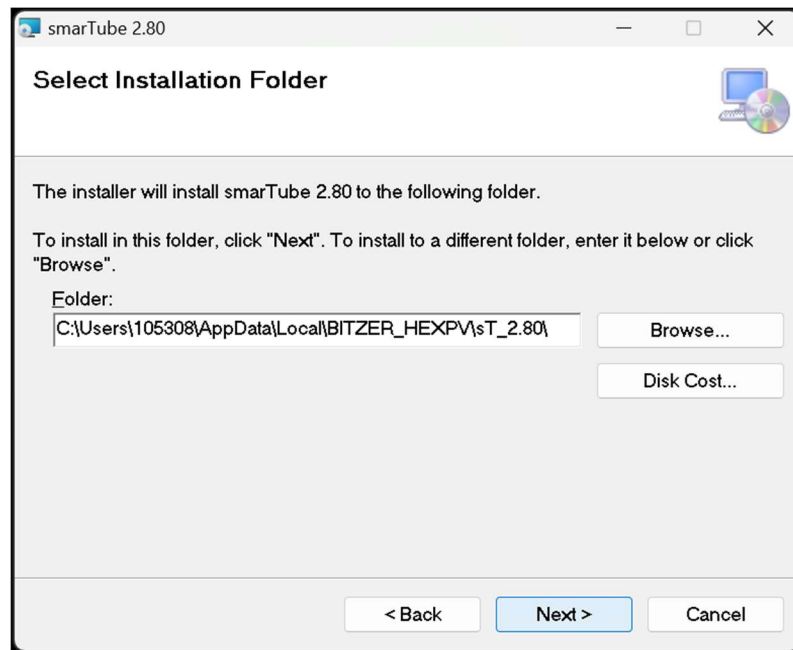 smarTube 2.80
Select Installation Folder
The installer will install smarTube 2.80 to the following folder.
To install in this folder, click "Next". To install to a different folder, enter it below or click
"Browse".
Folder:
C:\Users\105308\AppData\Local\BITZER_HEXPV\sT_2.80\
Browse...
Disk Cost...
< Back
Next >
Cancel